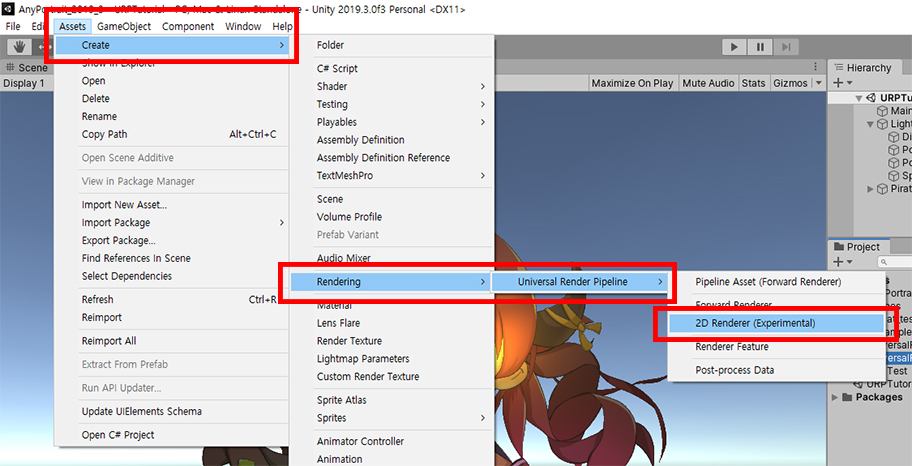 AnyPortrait_2019_3 - URPTutorial - PC, Mac & Linux Standalone - Unity 2019.3.0f3 Personal <DX11>
File Edi Assets GameObject Component Window Help
Scene
Display 1
Maximize On Play Mute Audio Stats Gizmos
Create
Show in Explorer
Open
Delete
Rename
Copy Path Alt+Ctrl+C
Open Scene Additive
View in Package Manager
Import New Asset...
Import Package
Export Package...
Find References In Scene
Select Dependencies
Refresh Ctrl+R
Reimport
Reimport All
Extract From Prefab
Run API Updater...
Update UIElements Schema
Open C# Project
Folder
C# Script
Shader
Testing
Playables
Assembly Definition
Assembly Definition Reference
TextMeshPro
Scene
Volume Profile
Prefab Variant
Audio Mixer
Rendering
Material
Lens Flare
Render Texture
Lightmap Parameters
Custom Render Texture
Sprite Atlas
Sprites
Animator Controller
Animation
Universal Render Pipeline
Pipeline Asset (Forward Renderer)
Forward Renderer
2D Renderer (Experimental)
Renderer Feature
Post-process Data
Hierarchy
URPTu
Main
Light
Di
Po
Po
Sp
Pirat
Project
s
Portra
nes
at.tes
ample
ersalR
ersalF
Test
URPTutor
Packages